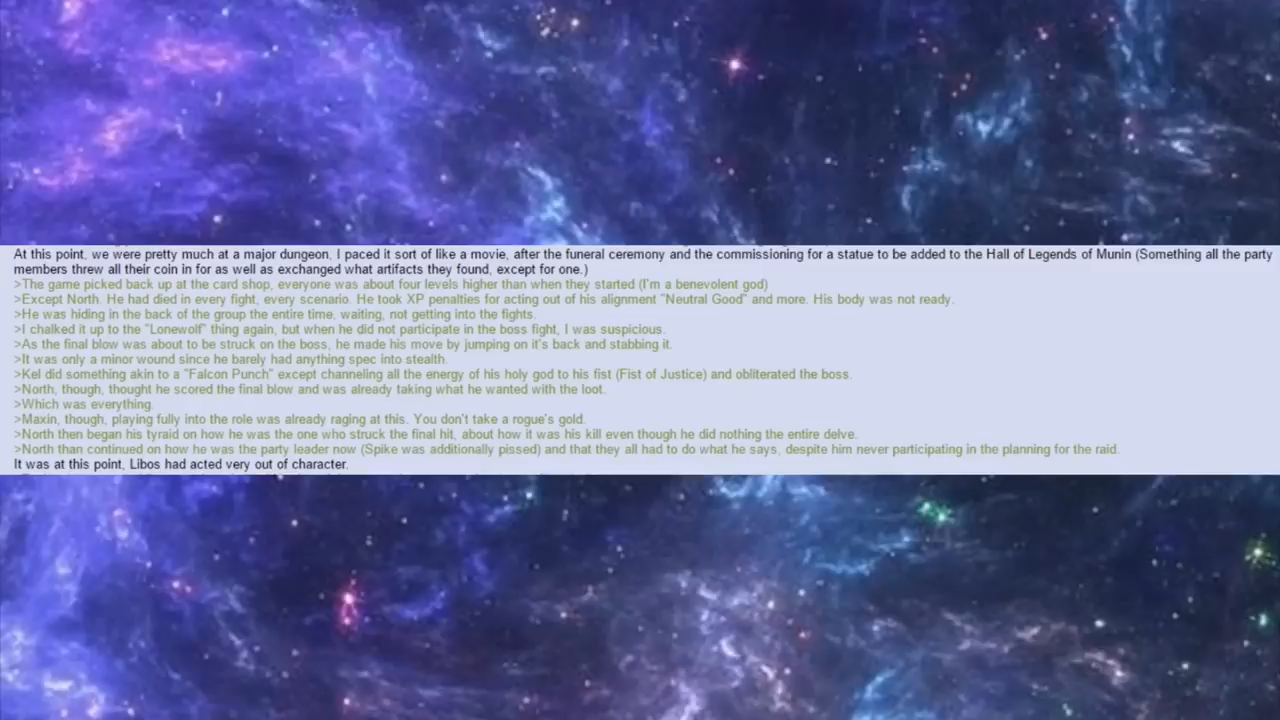 At this point, we were pretty much at a major dungeon. I paced it sort of like a movie, after the funeral ceremony and the commissioning for a statue to be added to the Hall of Legends of Munin (Something all the party
members threw all their coin in for as well as exchanged what artifacts they found, except for one.)
>The game picked back up at the card shop, everyone was about four levels higher than when they started (I'm a benevolent god)
>Except North. He had died in every fight, every scenario. He took XP penalties for acting out of his alignment "Neutral Good" and more. His body was not ready.
>He was hiding in the back of the group the entire time, waiting, not getting into the fights.
>I chalked it up to the "Lonewolf" thing again, but when he did not participate in the boss fight, I was suspicious.
>As the final blow was about to be struck on the boss, he made his move by jumping on it's back and stabbing it.
>It was only a minor wound since he barely had anything spec into stealth.
>Kel did something akin to a "Falcon Punch" except channeling all the energy of his holy god to his fist (Fist of Justice) and obliterated the boss.
>North, though, thought he scored the final blow and was already taking what he wanted with the loot.
>Which was everything.
>Maxin, though, playing fully into the role was already raging at this. You don't take a rogue's gold.
>North then began his tyraid on how he was the one who struck the final hit, about how it was his kill even though he did nothing the entire delve.
>North than continued on how he was the party leader now (Spike was additionally pissed) and that they all had to do what he says, despite him never participating in the planning for the raid.
It was at this point, Libos had acted very out of character.